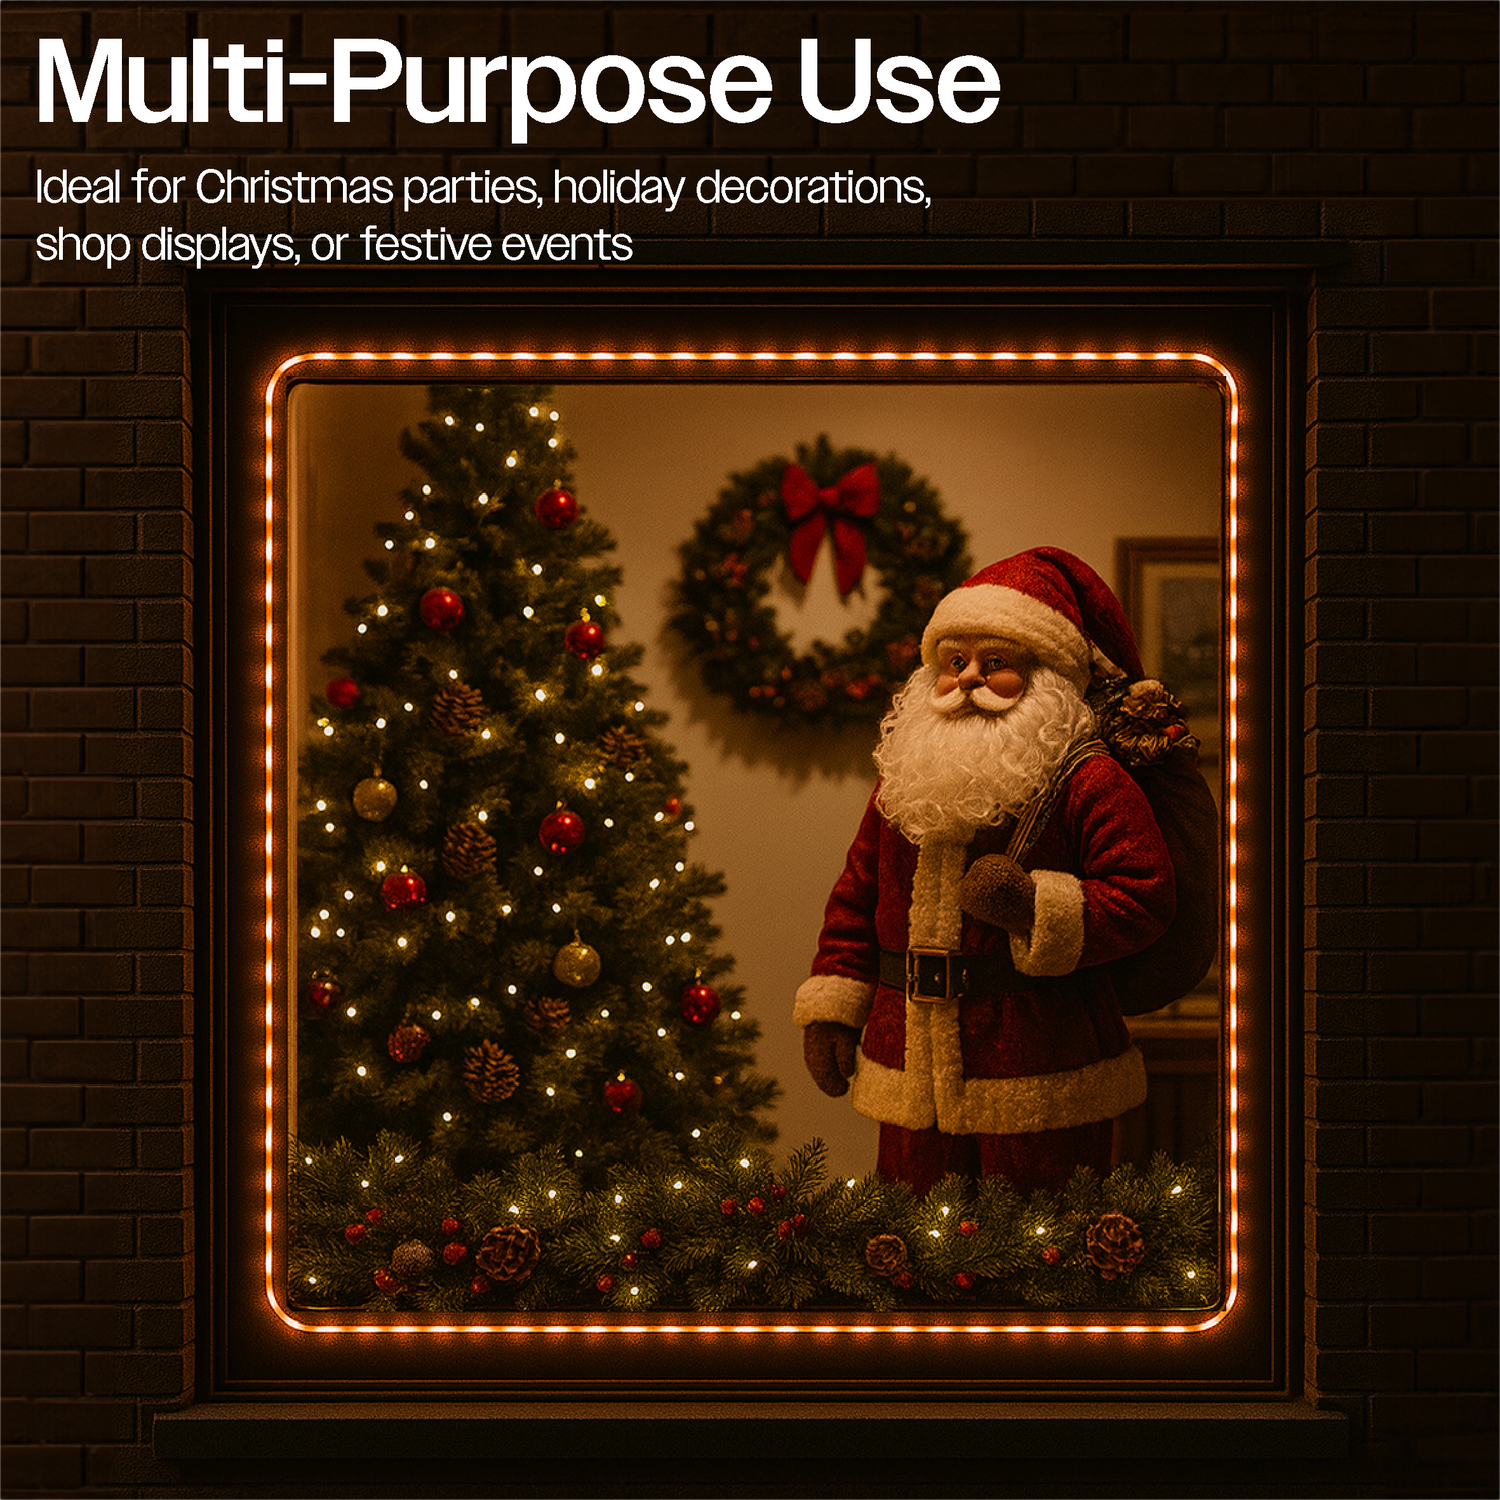 Multi-Purpose Use
Ideal for Christmas parties, holiday decorations,
shop displays, or festive events